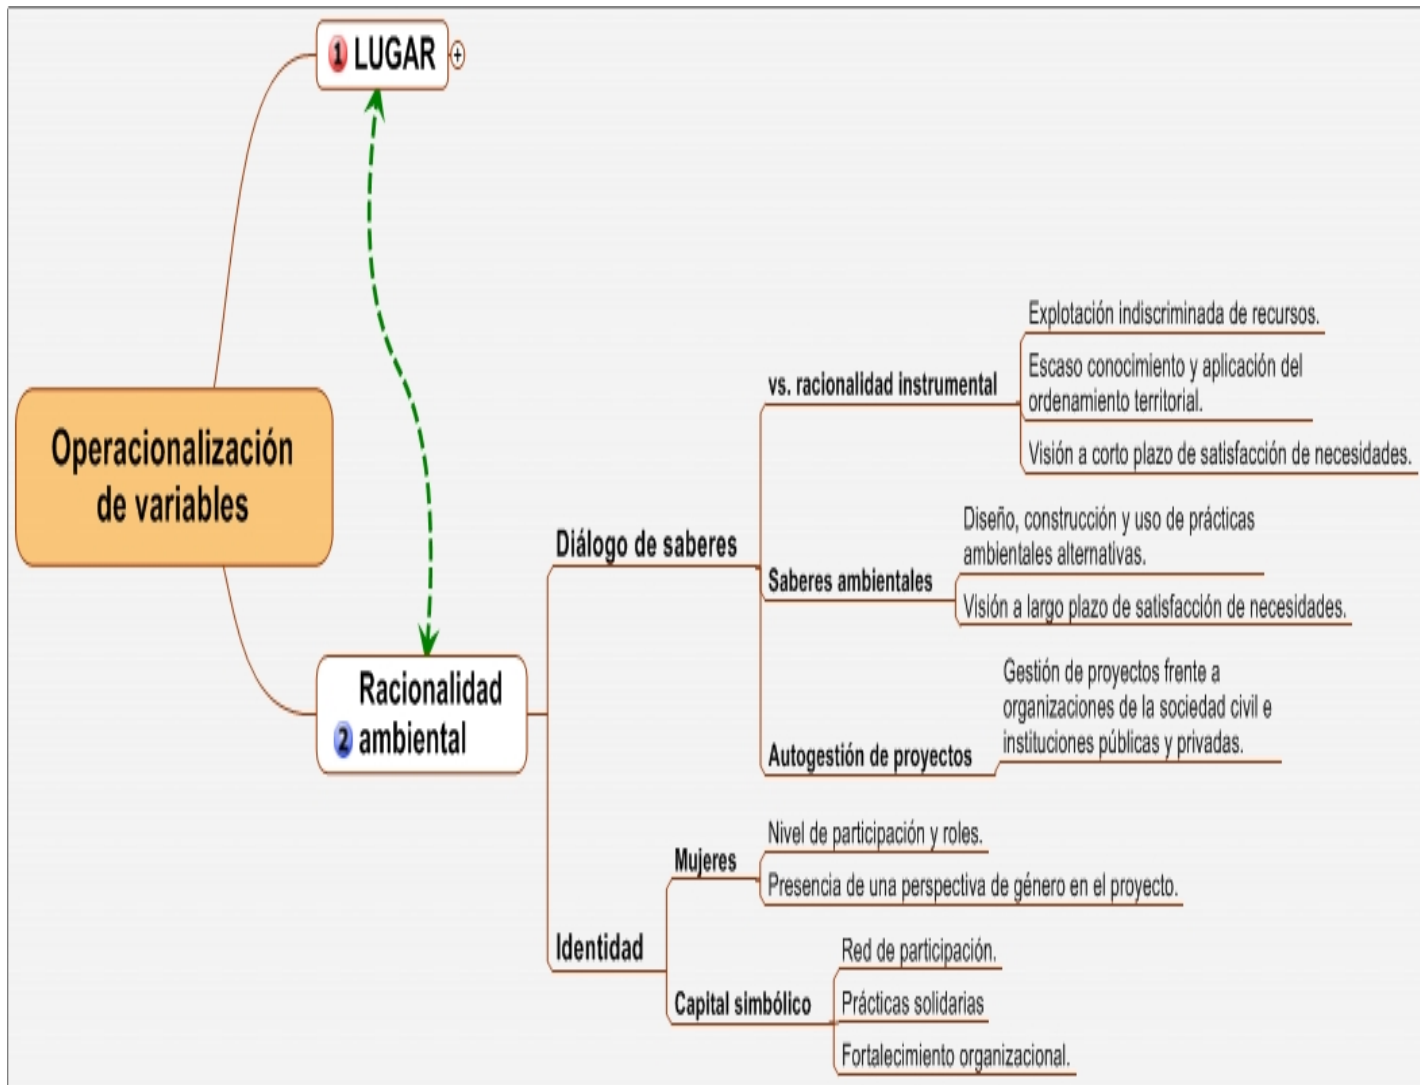 1 LUGAR
Operacionalización
de variables
2 Racionalidad
ambiental
Diálogo de saberes
vs. racionalidad instrumental
Explotación indiscriminada de recursos.
Escaso conocimiento y aplicación del
ordenamiento territorial.
Visión a corto plazo de satisfacción de necesidades.
Saberes ambientales
Diseño, construcción y uso de prácticas
ambientales alternativas.
Visión a largo plazo de satisfacción de necesidades.
Autogestión de proyectos
Gestión de proyectos frente a
organizaciones de la sociedad civil e
instituciones públicas y privadas.
Identidad
Mujeres
Nivel de participación y roles.
Presencia de una perspectiva de género en el proyecto.
Capital simbólico
Red de participación.
Prácticas solidarias
Fortalecimiento organizacional.